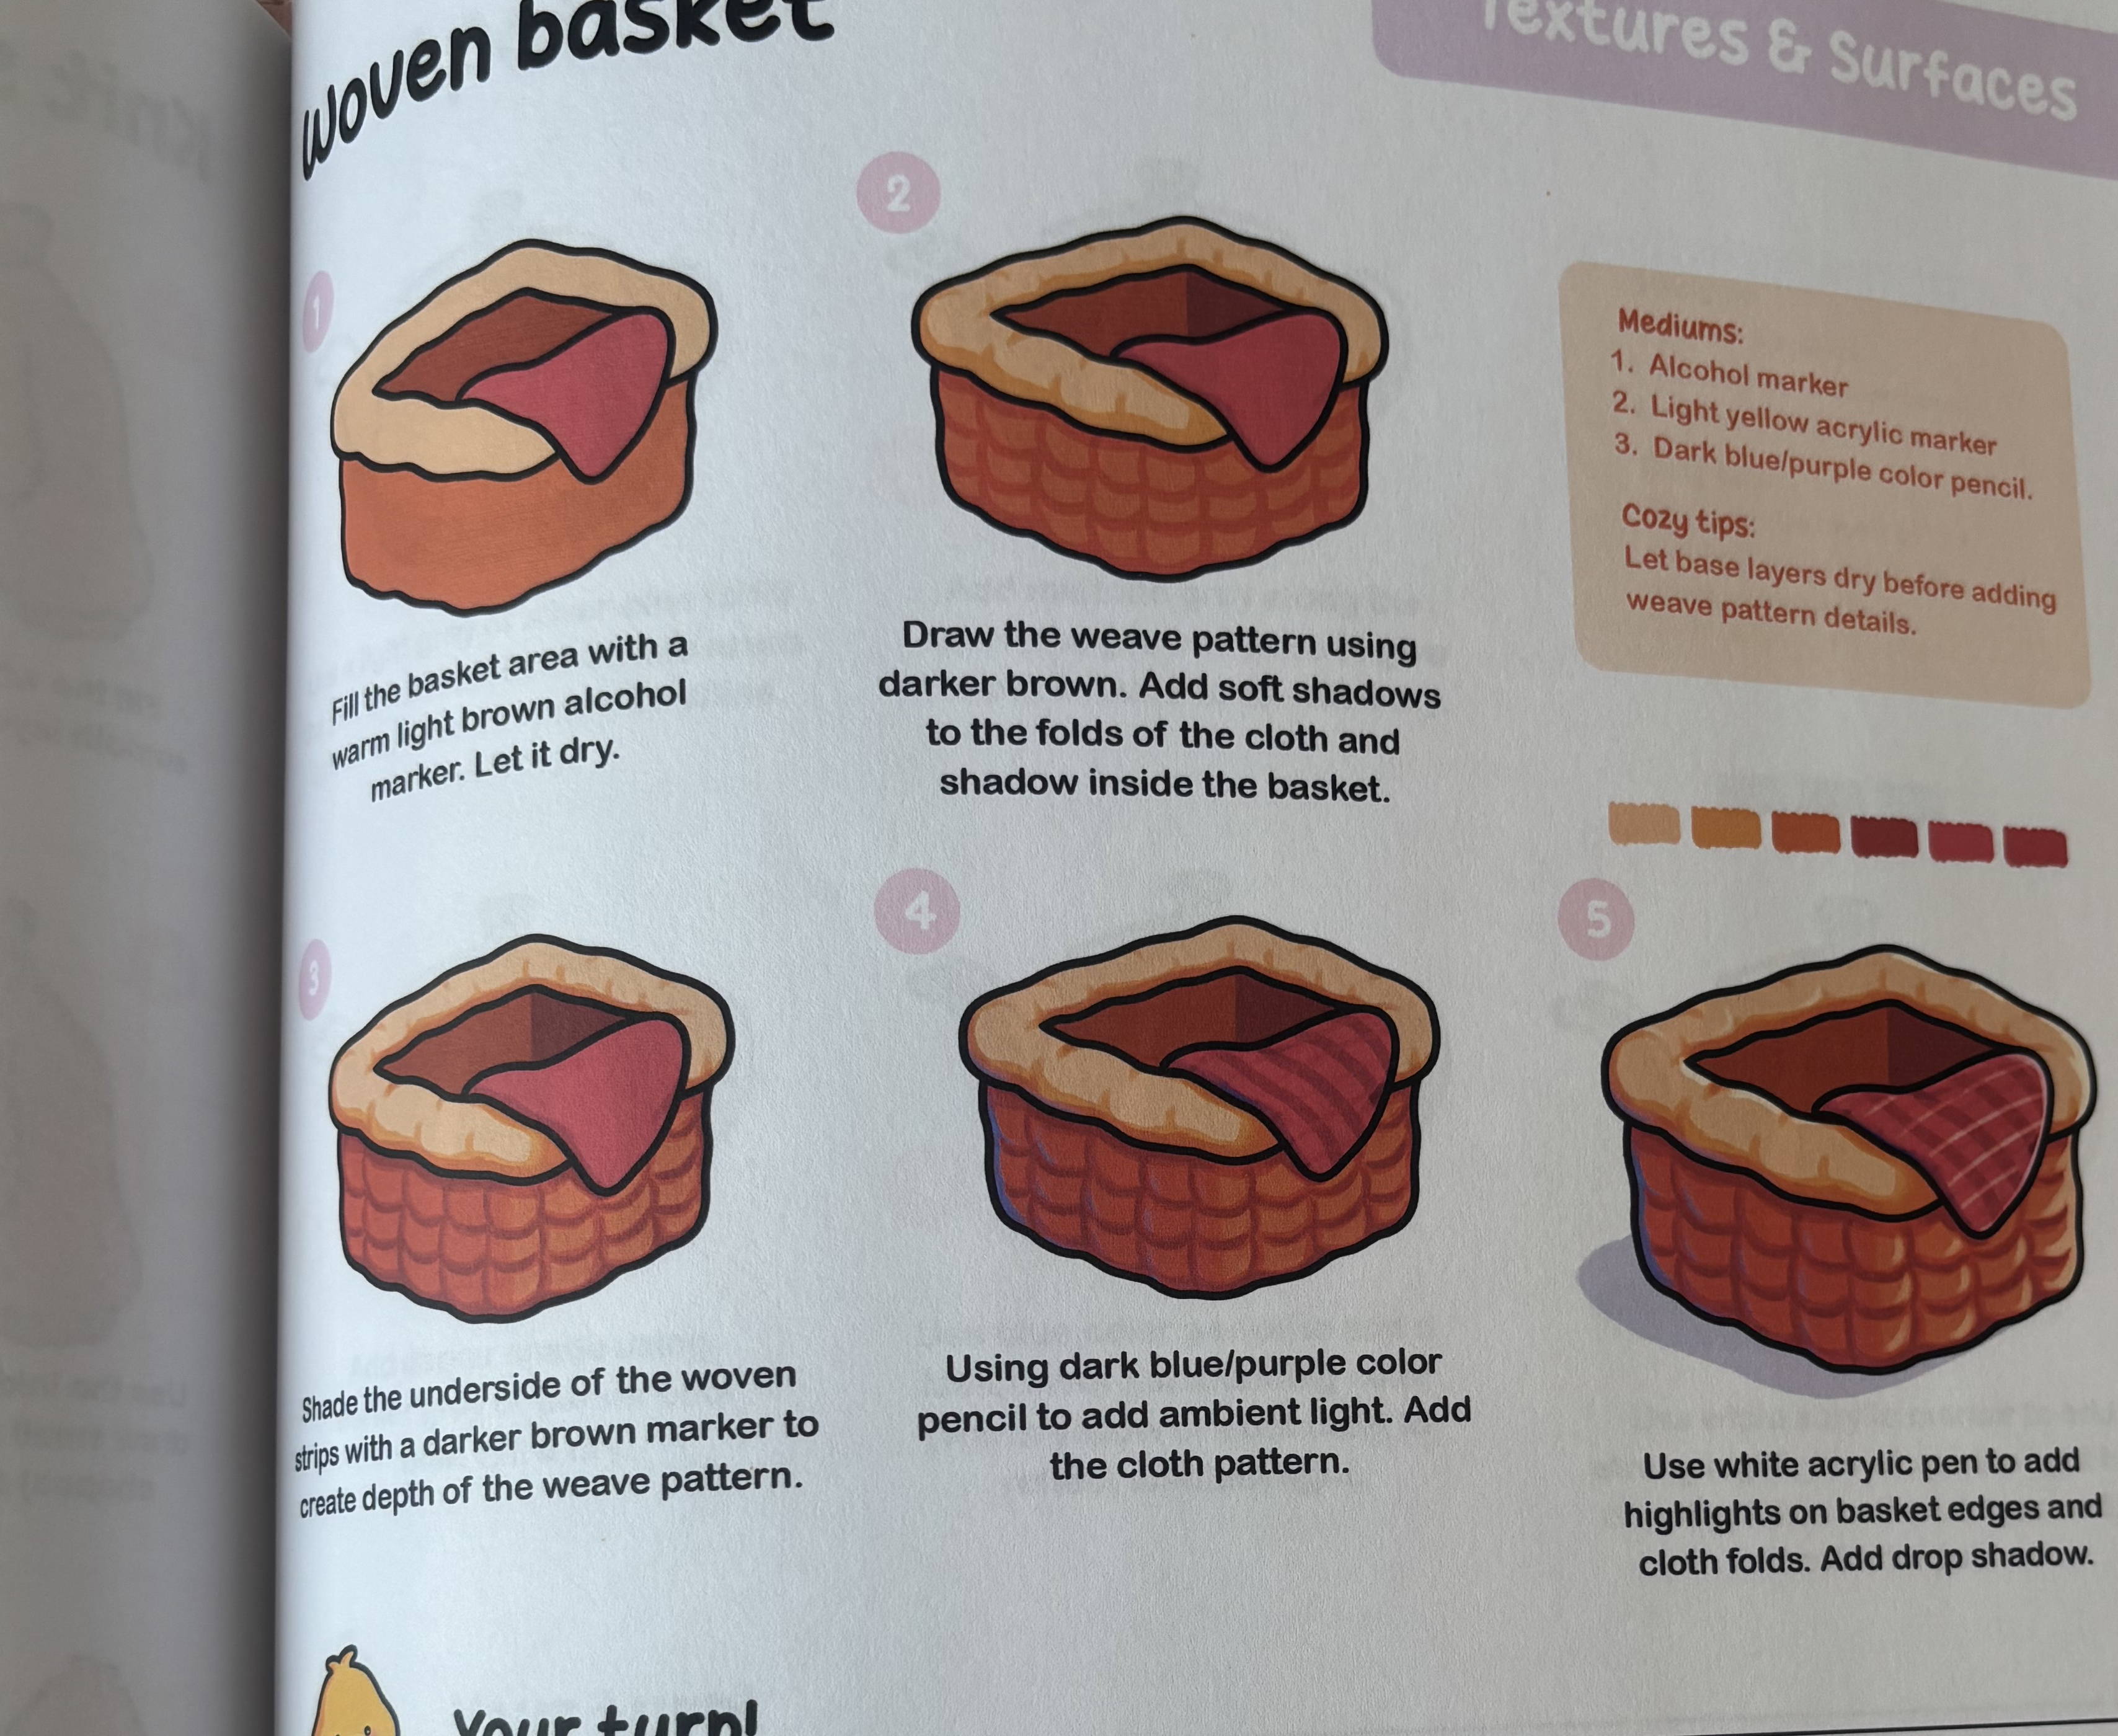 Woven basket
Textures & Surfaces
1
Fill the basket area with a
warm light brown alcohol
marker. Let it dry.
2
Draw the weave pattern using
darker brown. Add soft shadows
to the folds of the cloth and
shadow inside the basket.
Mediums:
1. Alcohol marker
2. Light yellow acrylic marker
3. Dark blue/purple color pencil.
Cozy tips:
Let base layers dry before adding
weave pattern details.
3
Shade the underside of the woven
strips with a darker brown marker to
create depth of the weave pattern.
4
Using dark blue/purple color
pencil to add ambient light. Add
the cloth pattern.
5
Use white acrylic pen to add
highlights on basket edges and
cloth folds. Add drop shadow.
Your turn!